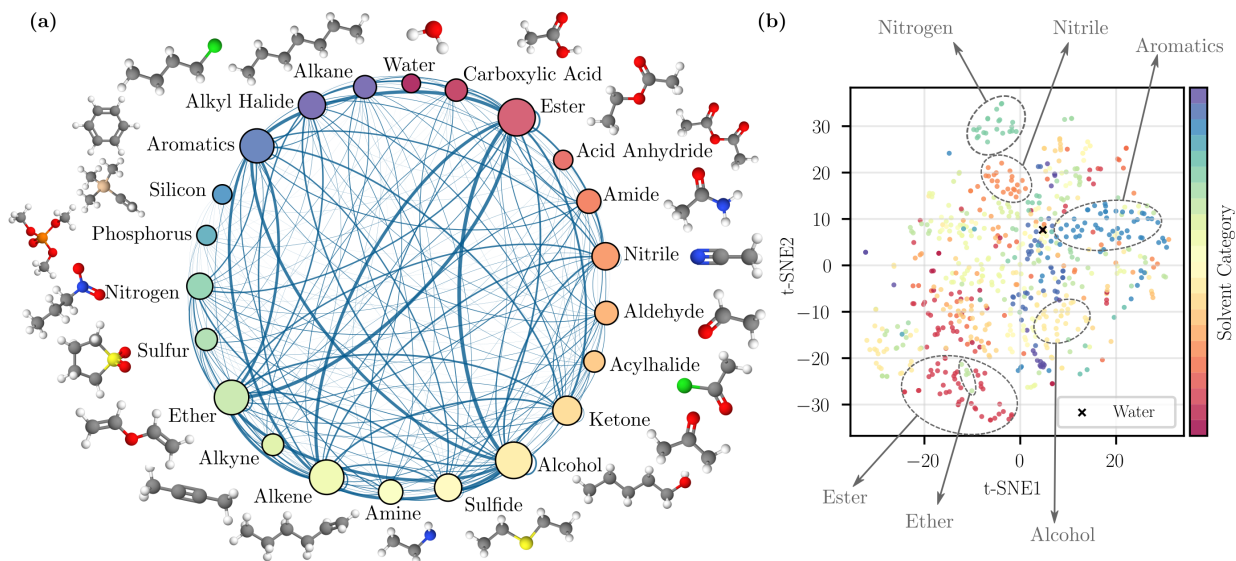 (a)
Water
Carboxylic Acid
Ester
Acid Anhydride
Amide
Nitrile
Aldehyde
Acylhalide
Ketone
Alcohol
Sulfide
Amine
Alkene
Alkyne
Ether
Sulfur
Nitrogen
Phosphorus
Silicon
Aromatics
Alkyl Halide
Alkane
(b)
Nitrogen
Nitrile
Aromatics
30
20
10
0
−10
−20
−30
t-SNE2
Water
−20
0
20
t-SNE1
Solvent Category
Ester
Ether
Alcohol